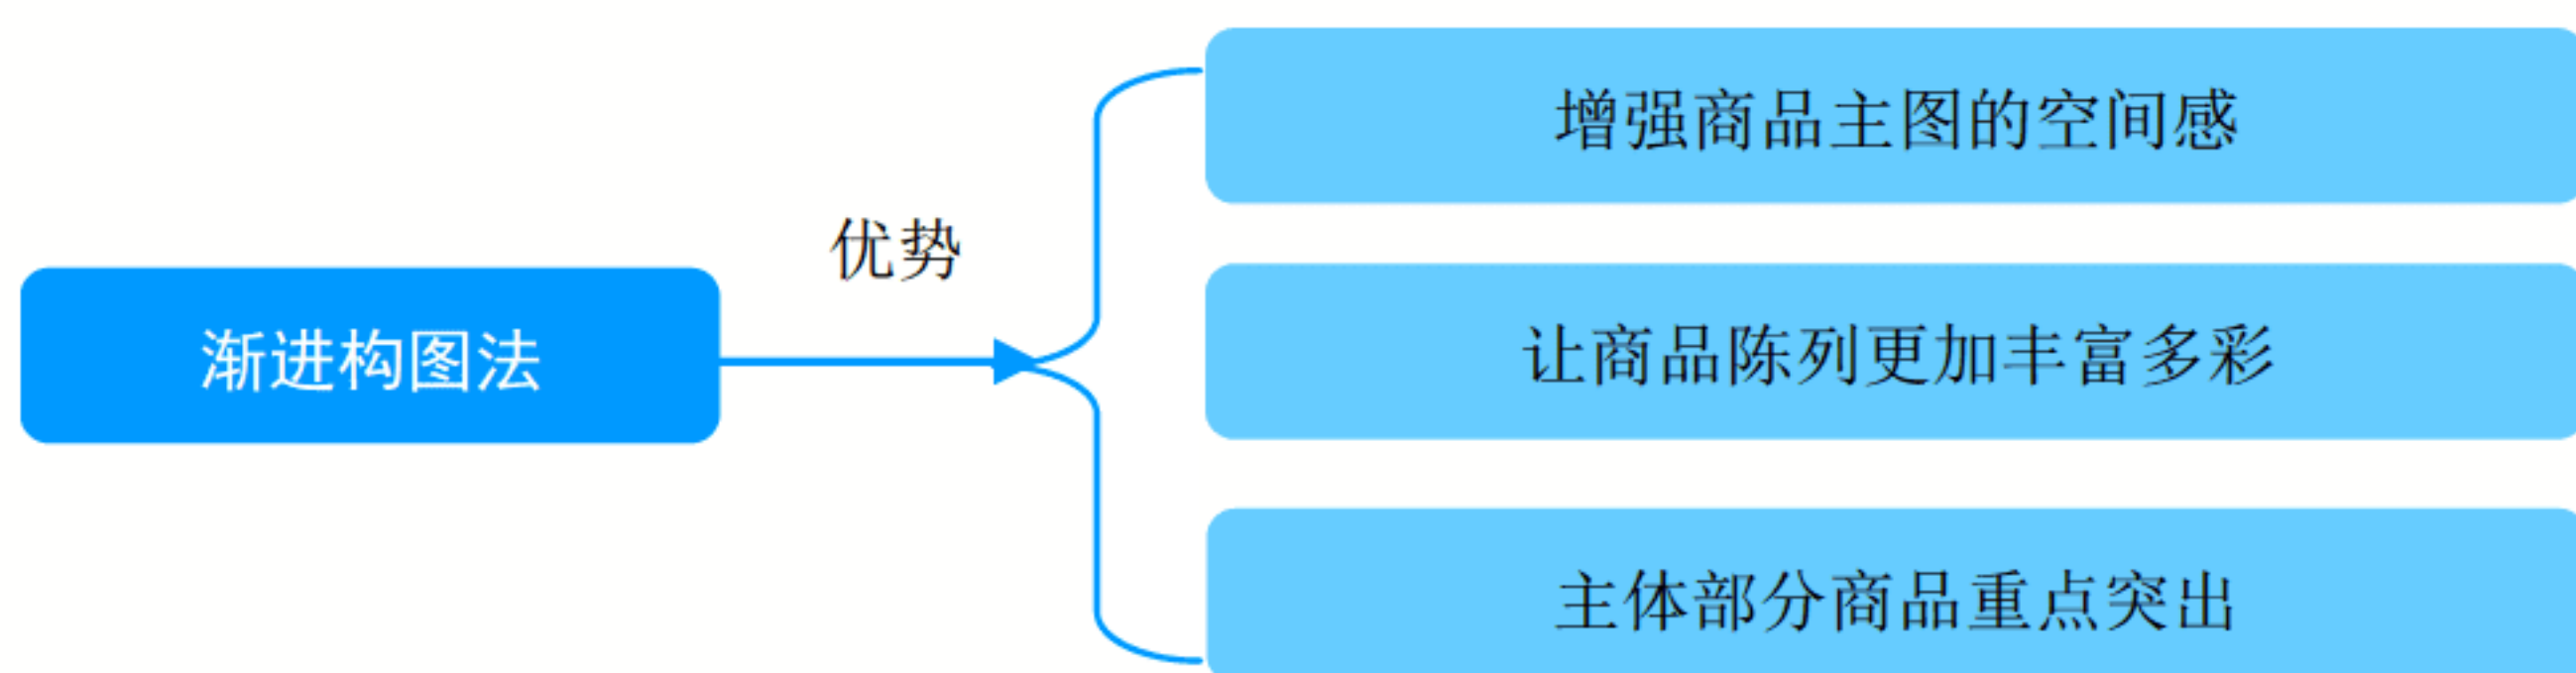 增强商品主图的空间感
优势
渐进构图法
让商品陈列更加丰富多彩
主体部分商品重点突出